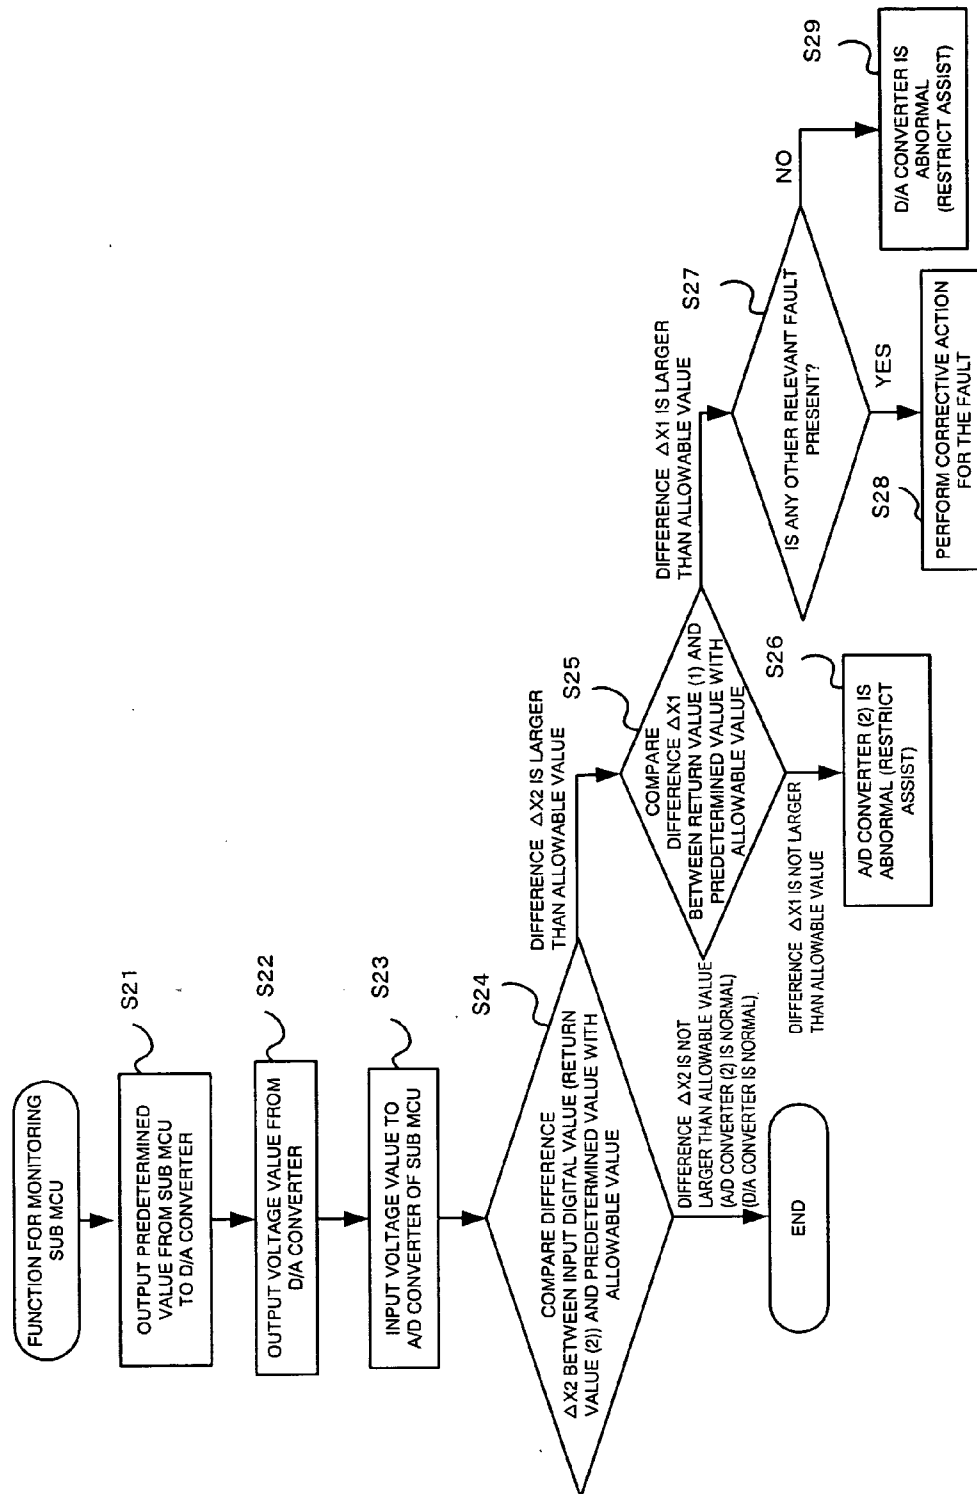 FUNCTION FOR MONITORING
SUB MCU
S21
OUTPUT PREDETERMINED
VALUE FROM SUB MCU
TO D/A CONVERTER
S22
OUTPUT VOLTAGE VALUE FROM
D/A CONVERTER
S23
INPUT VOLTAGE VALUE TO
A/D CONVERTER OF SUB MCU
S24
COMPARE DIFFERENCE
△X2 BETWEEN INPUT DIGITAL VALUE (RETURN
VALUE (2)) AND PREDETERMINED VALUE WITH
ALLOWABLE VALUE
DIFFERENCE △X2 IS LARGER
THAN ALLOWABLE VALUE
DIFFERENCE △X2 IS NOT
LARGER THAN ALLOWABLE VALUE
(A/D CONVERTER (2) IS NORMAL)
(D/A CONVERTER IS NORMAL)
END
S25
COMPARE
DIFFERENCE △X1
BETWEEN RETURN VALUE (1) AND
PREDETERMINED VALUE WITH
ALLOWABLE VALUE
DIFFERENCE △X1 IS LARGER
THAN ALLOWABLE VALUE
DIFFERENCE △X1 IS NOT LARGER
THAN ALLOWABLE VALUE
S26
A/D CONVERTER (2) IS
ABNORMAL (RESTRICT
ASSIST)
S27
IS ANY OTHER RELEVANT FAULT
PRESENT?
YES
NO
S28
PERFORM CORRECTIVE ACTION
FOR THE FAULT
S29
D/A CONVERTER IS
ABNORMAL
(RESTRICT ASSIST)